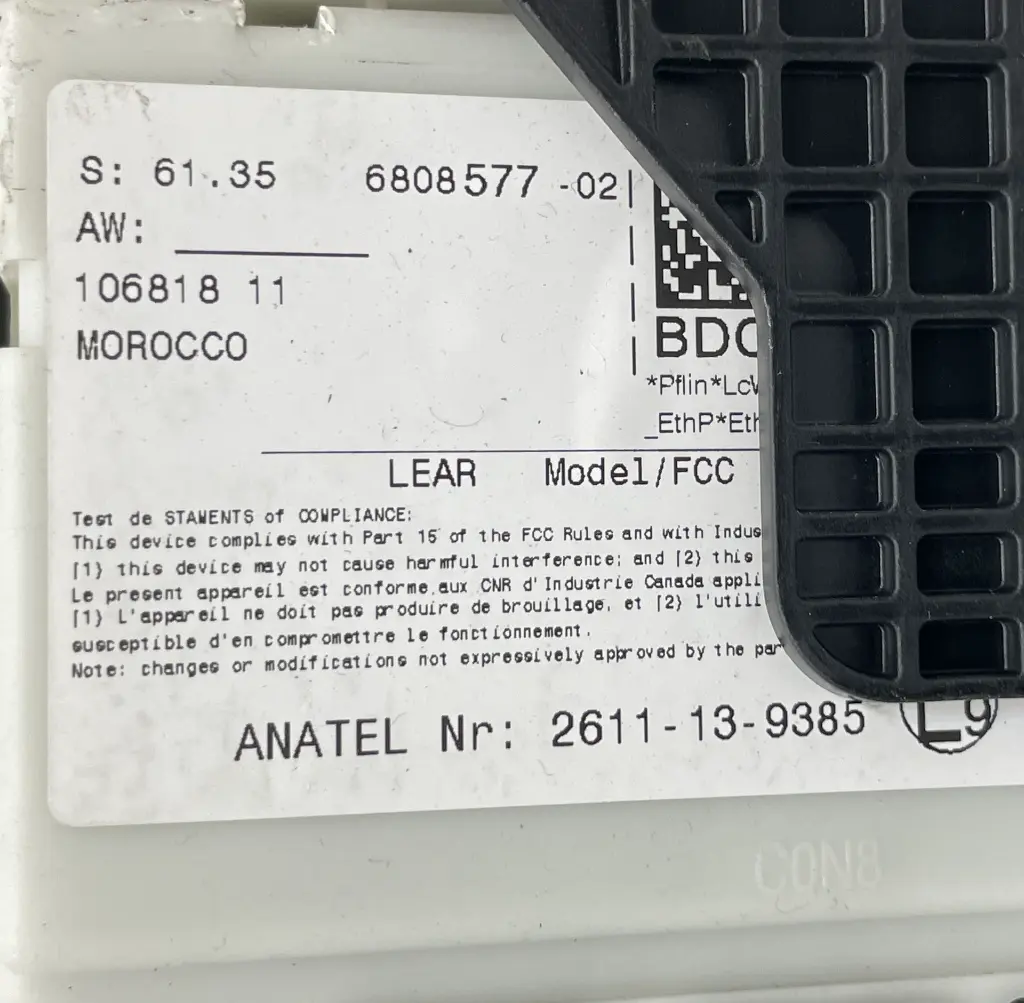 S: 61.35 6808577 -02
AW:
106818 11
MOROCCO
BDC
*Pflin*Lc
_EthP*Eth
LEAR Model/FCC
Test de STAWENTS of COMPLIANCE:
This device complies with Part 15 of the FCC Rules and with Indus
[1) this device may not cause harmful interference; and [2) this
Le present appareil est conforme aux CNR d'Industrie Canada appli
[1) L'appareil ne doit pas produire de brouillage, et [2) l'utili
susceptible d'en compromettre le fonctionnement.
Note: changes or modifications not expressively approved by the par
ANATEL Nr: 2611-13-9385 L9
CON8